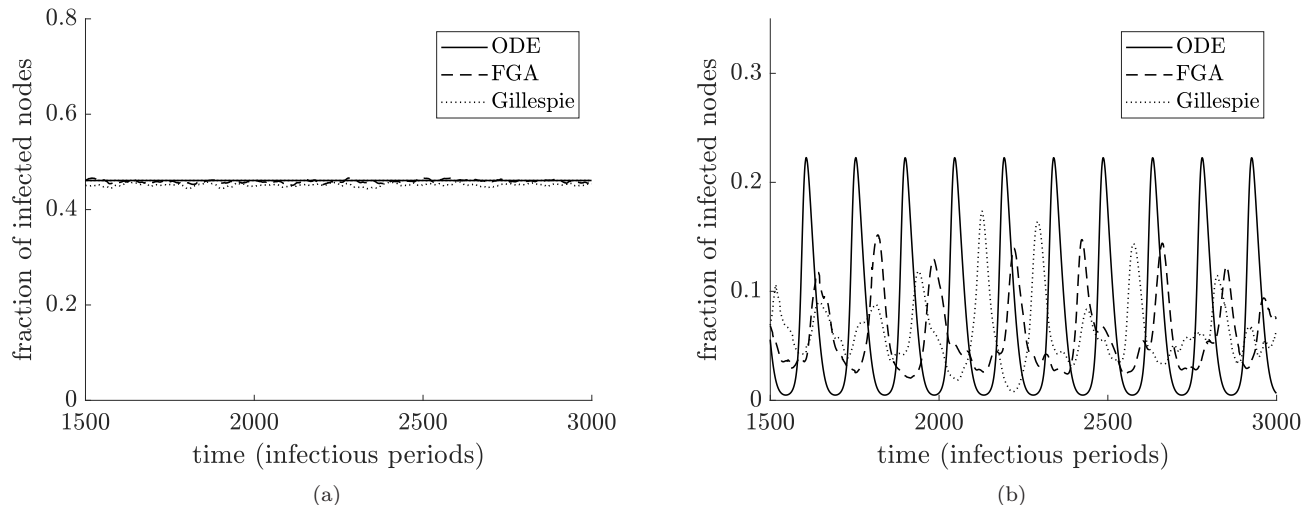 0.8
0.6
0.4
0.2
0
fraction of infected nodes
ODE
FGA
Gillespie
1500 2000 2500 3000
time (infectious periods)
(a)
0.3
0.2
0.1
0
fraction of infected nodes
ODE
FGA
Gillespie
1500 2000 2500 3000
time (infectious periods)
(b)